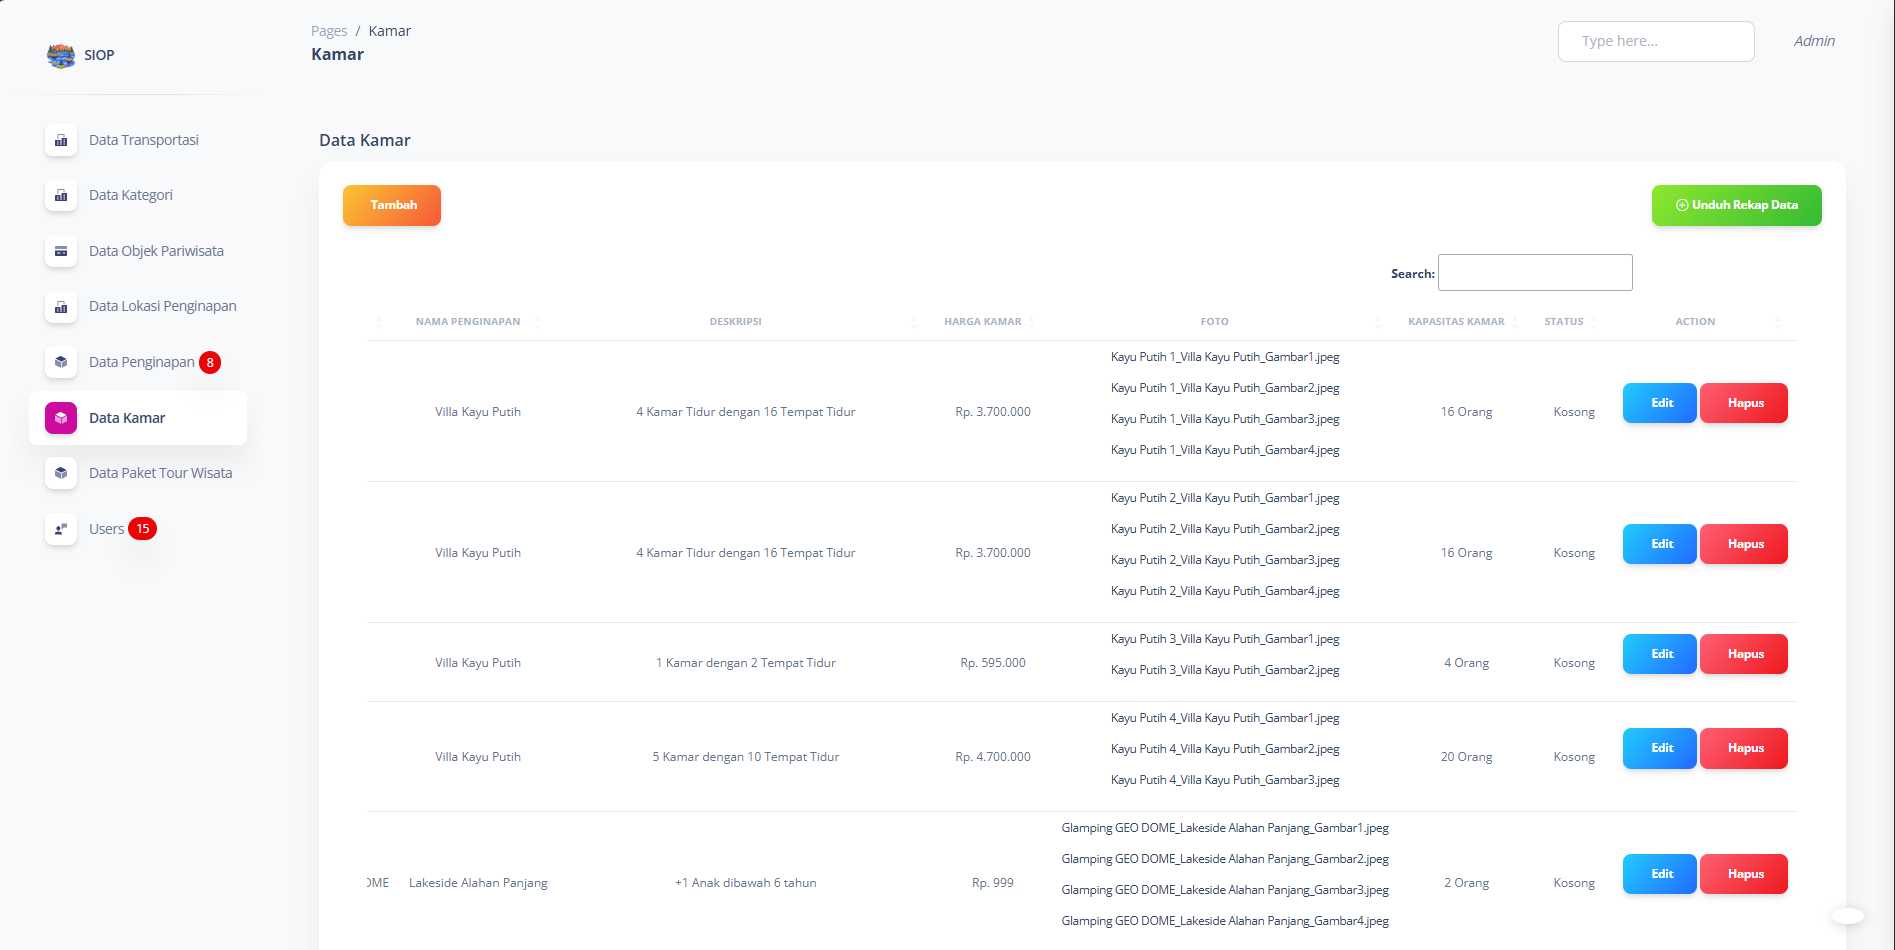 SIOP
Data Transportasi
Data Kategori
Data Objek Pariwisata
Data Lokasi Penginapan
Data Penginapan 8
Data Kamar
Data Paket Tour Wisata
Users 15
Pages / Kamar
Kamar
Type here...
Admin
Data Kamar
Tambah
Unduh Rekap Data
Search:
NAMA PENGINAPAN DESKRIPSI HARGA KAMAR FOTO KAPASITAS KAMAR STATUS ACTION
Kayu Putih 1_Villa Kayu Putih_Gambar1.jpeg
Kayu Putih 1_Villa Kayu Putih_Gambar2.jpeg
Villa Kayu Putih 4 Kamar Tidur dengan 16 Tempat Tidur Rp. 3.700.000 16 Orang Kosong Edit Hapus
Kayu Putih 1_Villa Kayu Putih_Gambar3.jpeg
Kayu Putih 1_Villa Kayu Putih_Gambar4.jpeg
Kayu Putih 2_Villa Kayu Putih_Gambar1.jpeg
Kayu Putih 2_Villa Kayu Putih_Gambar2.jpeg
Villa Kayu Putih 4 Kamar Tidur dengan 16 Tempat Tidur Rp. 3.700.000 16 Orang Kosong Edit Hapus
Kayu Putih 2_Villa Kayu Putih_Gambar3.jpeg
Kayu Putih 2_Villa Kayu Putih_Gambar4.jpeg
Kayu Putih 3_Villa Kayu Putih_Gambar1.jpeg
Villa Kayu Putih 1 Kamar dengan 2 Tempat Tidur Rp. 595.000 4 Orang Kosong Edit Hapus
Kayu Putih 3_Villa Kayu Putih_Gambar2.jpeg
Kayu Putih 4_Villa Kayu Putih_Gambar1.jpeg
Kayu Putih 4_Villa Kayu Putih_Gambar2.jpeg
Villa Kayu Putih 5 Kamar dengan 10 Tempat Tidur Rp. 4.700.000 20 Orang Kosong Edit Hapus
Kayu Putih 4_Villa Kayu Putih_Gambar3.jpeg
Glamping GEO DOME_Lakeside Alahan Panjang_Gambar1.jpeg
Glamping GEO DOME_Lakeside Alahan Panjang_Gambar2.jpeg
OME Lakeside Alahan Panjang +1 Anak dibawah 6 tahun Rp. 999 2 Orang Kosong Edit Hapus
Glamping GEO DOME_Lakeside Alahan Panjang_Gambar3.jpeg
Glamping GEO DOME_Lakeside Alahan Panjang_Gambar4.jpeg